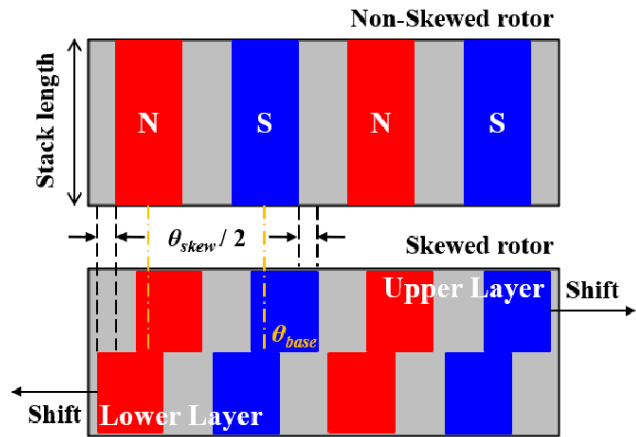 Non-Skewed rotor
Stack length
N S N S
θskew / 2
Skewed rotor
Upper Layer
Shift
θbase
Shift
Lower Layer